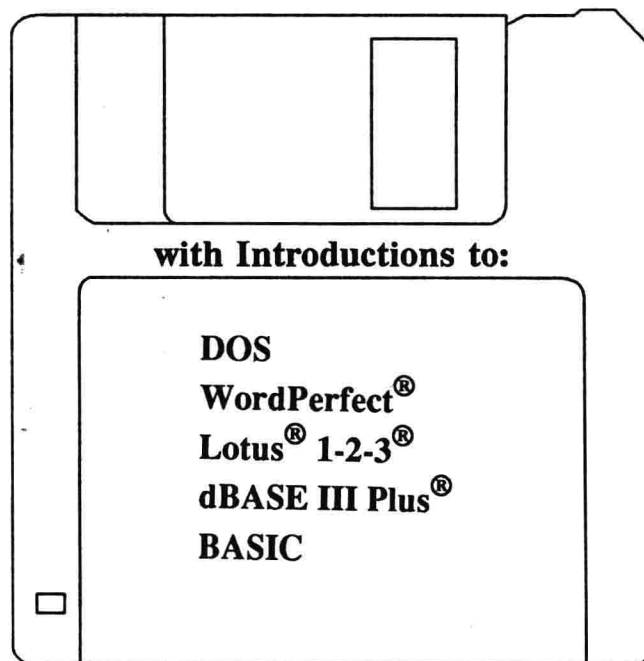 with Introductions to:
DOS
WordPerfect®
Lotus® 1-2-3®
dBASE III Plus®
BASIC